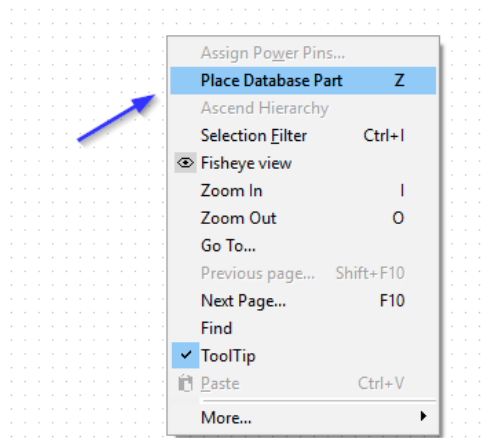 Assign Power Pins...
Place Database Part Z
Ascend Hierarchy
Selection Filter Ctrl+I
Fisheye view
Zoom In I
Zoom Out O
Go To...
Previous page... Shift+F10
Next Page... F10
Find
ToolTip
Paste Ctrl+V
More...